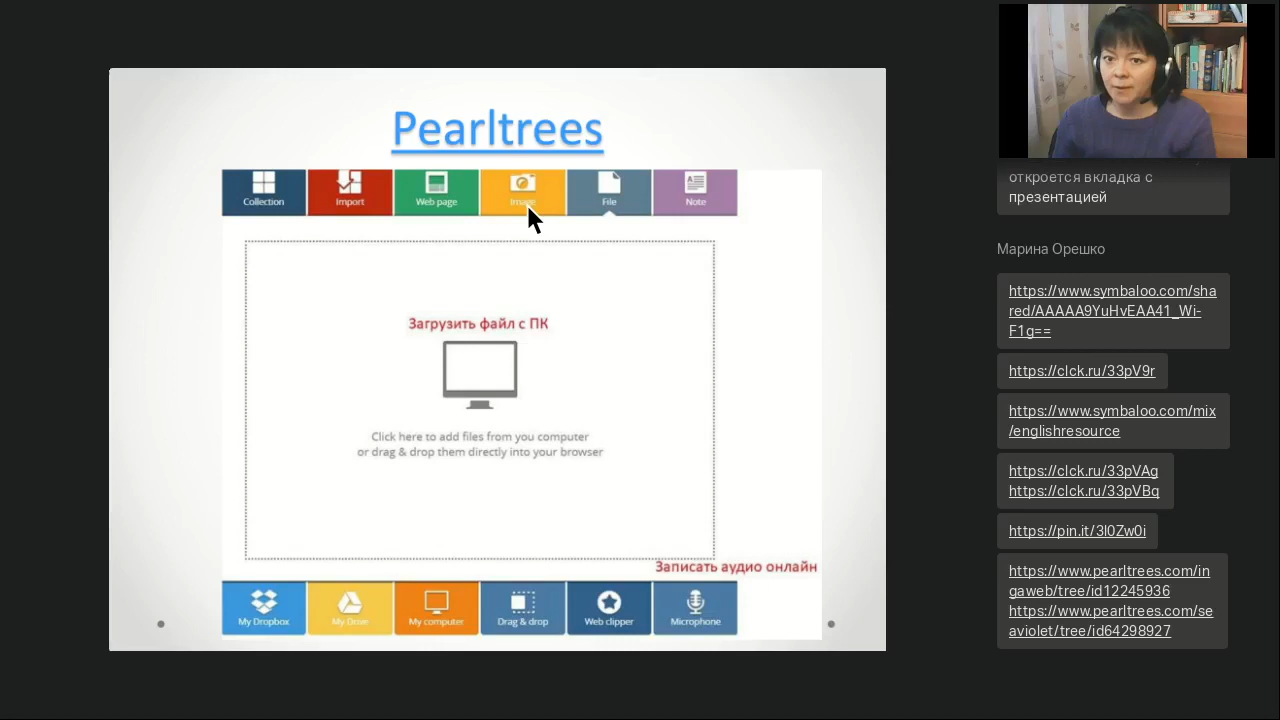 Pearltrees
Collection
Import
Web page
Image
File
Note
Загрузить файл с ПК
Click here to add files from you computer
or drag & drop them directly into your browser
Записать аудио онлайн
My Dropbox
My Drive
My computer
Drag & drop
Web clipper
Microphone
откроется вкладка с
презентацией
Марина Орешко
https://www.symbaloo.com/sha
red/AAAAA9YuHvEAA41_Wi-
F1g==
https://clck.ru/33pV9r
https://www.symbaloo.com/mix
/englishresource
https://clck.ru/33pVAg
https://clck.ru/33pVBq
https://pin.it/3l0Zw0i
https://www.pearltrees.com/in
gaweb/tree/id12245936
https://www.pearltrees.com/se
aviolet/tree/id64298927